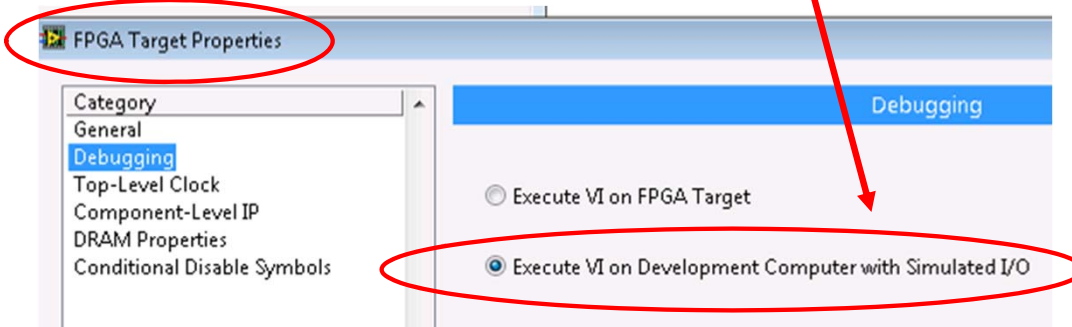 FPGA Target Properties
Category
General
Debugging
Top-Level Clock
Component-Level IP
DRAM Properties
Conditional Disable Symbols
Debugging
Execute VI on FPGA Target
Execute VI on Development Computer with Simulated I/O